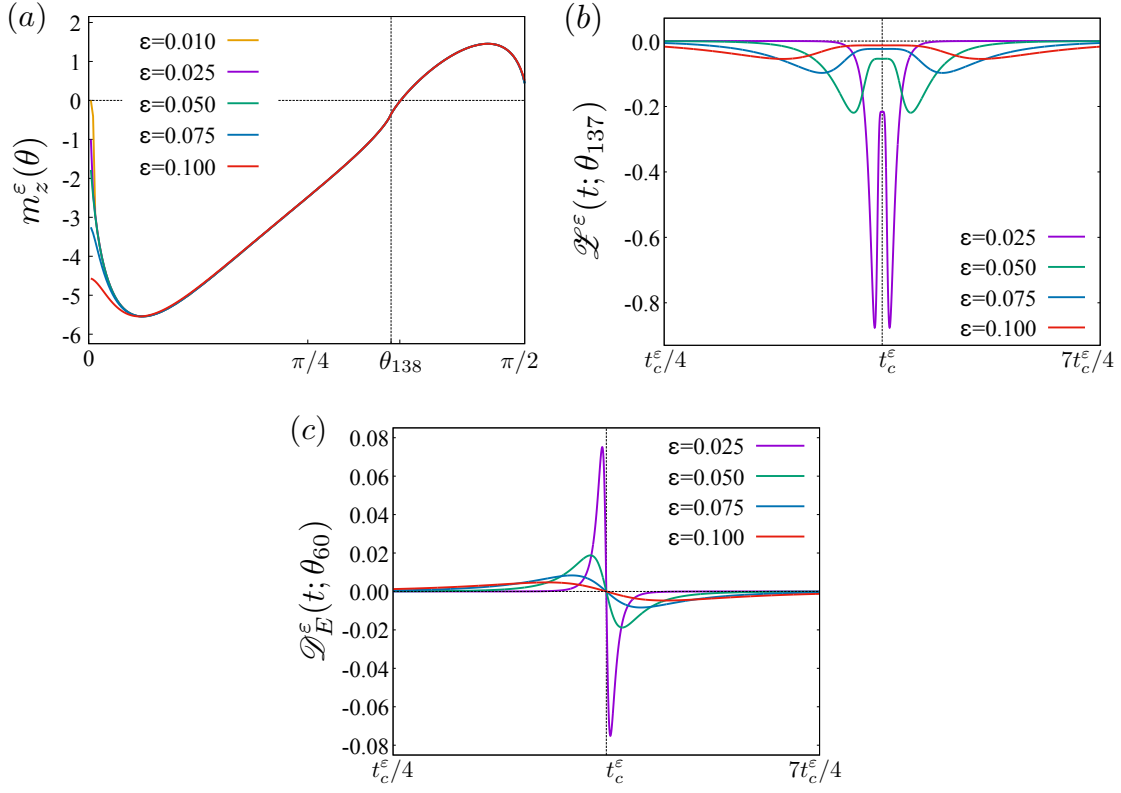 (a)
m_z^ε(θ)
2
1
0
-1
-2
-3
-4
-5
-6
ε=0.010
ε=0.025
ε=0.050
ε=0.075
ε=0.100
0
π/4
θ_138
π/2
(b)
ℒ^ε(t; θ_137)
0.0
-0.2
-0.4
-0.6
-0.8
ε=0.025
ε=0.050
ε=0.075
ε=0.100
t_c^ε/4
t_c^ε
7t_c^ε/4
(c)
𝒟_E^ε(t; θ_60)
0.08
0.06
0.04
0.02
0.00
-0.02
-0.04
-0.06
-0.08
ε=0.025
ε=0.050
ε=0.075
ε=0.100
t_c^ε/4
t_c^ε
7t_c^ε/4